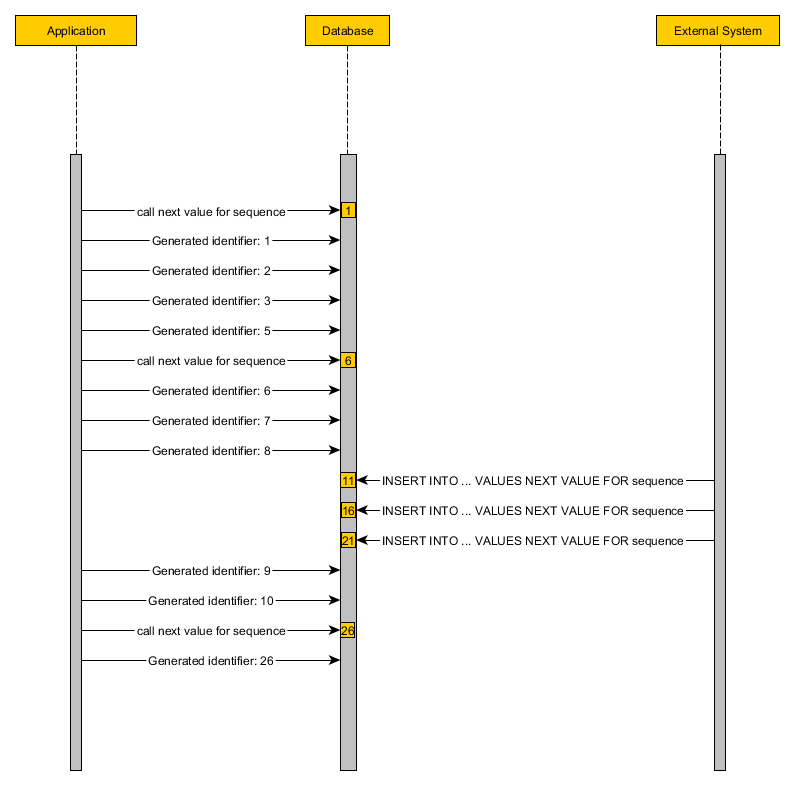 Application
Database
External System
call next value for sequence
1
Generated identifier: 1
Generated identifier: 2
Generated identifier: 3
Generated identifier: 5
call next value for sequence
6
Generated identifier: 6
Generated identifier: 7
Generated identifier: 8
11
INSERT INTO ... VALUES NEXT VALUE FOR sequence
16
INSERT INTO ... VALUES NEXT VALUE FOR sequence
21
INSERT INTO ... VALUES NEXT VALUE FOR sequence
Generated identifier: 9
Generated identifier: 10
call next value for sequence
26
Generated identifier: 26